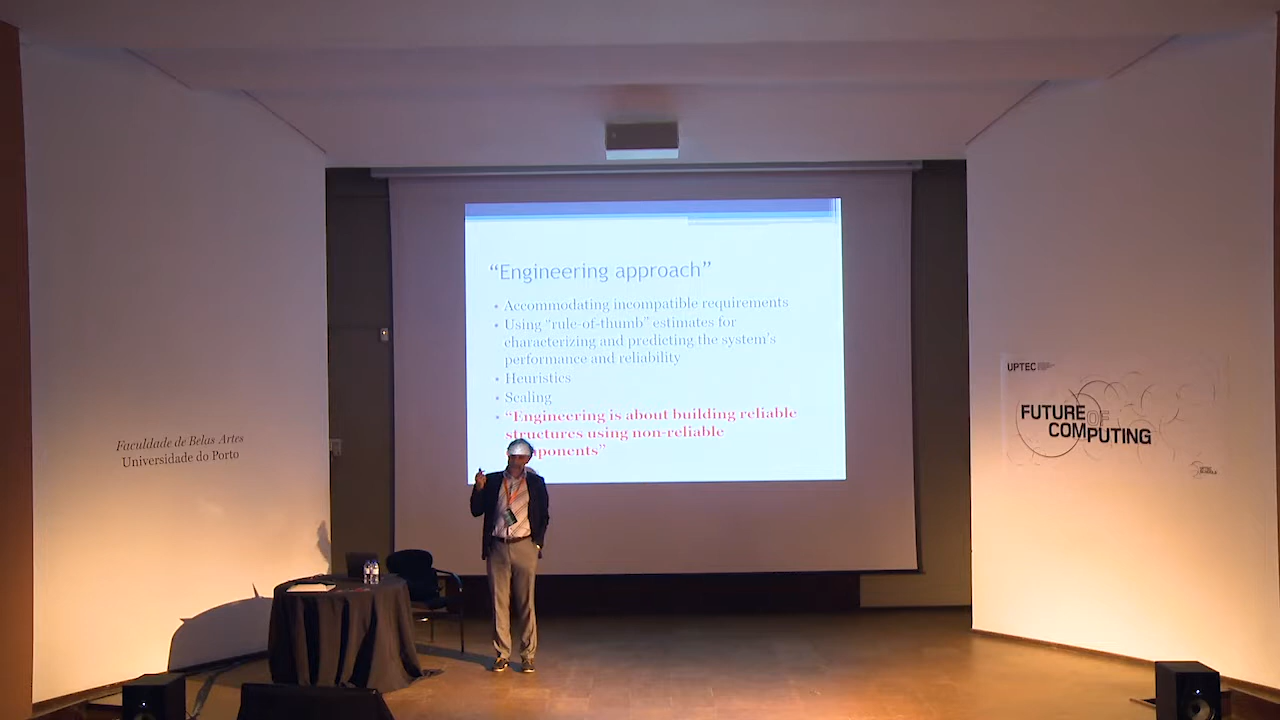 “Engineering approach”
• Accommodating incompatible requirements
• Using “rule-of-thumb” estimates for
characterizing and predicting the system’s
performance and reliability
• Heuristics
• Scaling
• “Engineering is about building reliable
structures using non-reliable
ponents”
Faculdade de Belas Artes
Universidade do Porto
UPTEC
FUTURE OF
COMPUTING